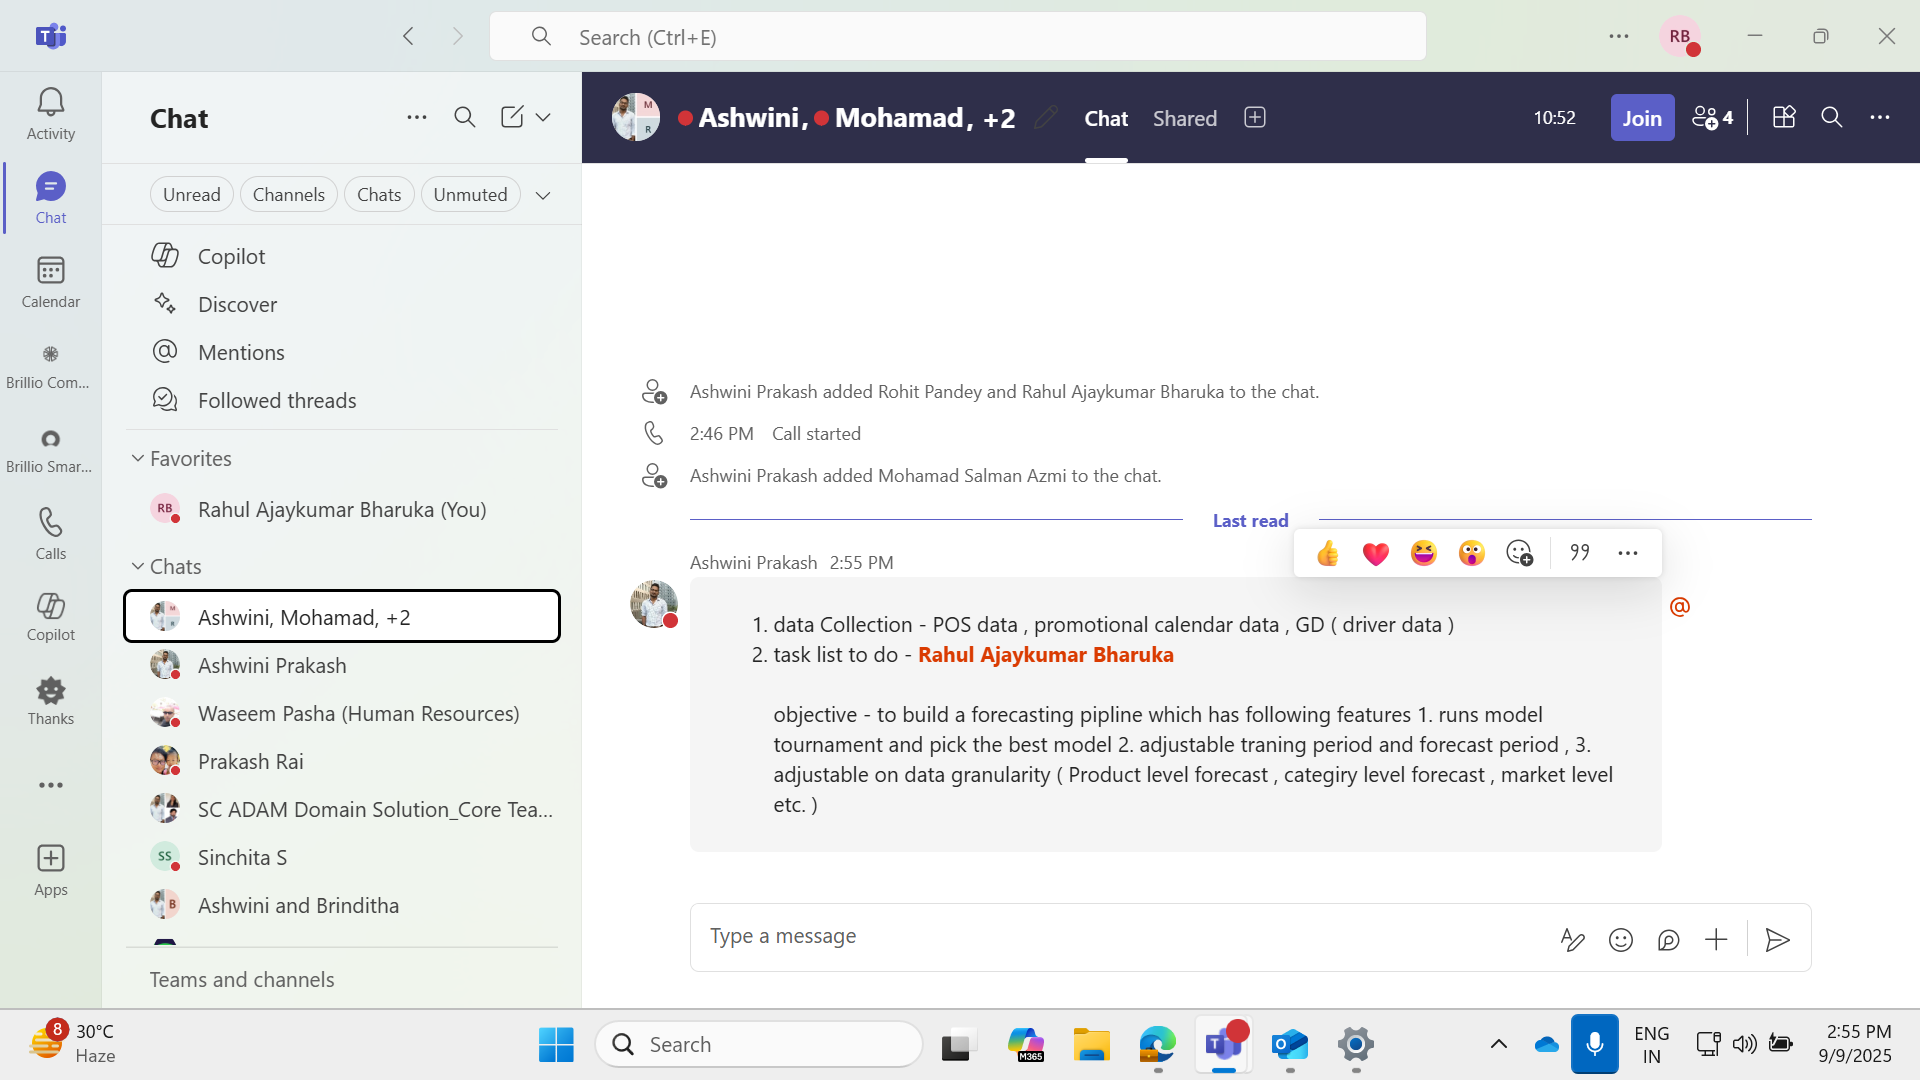 Search (Ctrl+E)
RB
Activity
Chat
Calendar
Brillio Com...
Brillio Smar...
Calls
Copilot
Thanks
Apps
Chat
Unread
Channels
Chats
Unmuted
Copilot
Discover
Mentions
Followed threads
Favorites
RB
Rahul Ajaykumar Bharuka (You)
Chats
Ashwini, Mohamad, +2
Ashwini Prakash
Waseem Pasha (Human Resources)
Prakash Rai
SC ADAM Domain Solution_Core Tea...
SS
Sinchita S
B
Ashwini and Brinditha
Teams and channels
M
R
Ashwini, Mohamad, +2
Chat
Shared
10:52
Join
4
Ashwini Prakash added Rohit Pandey and Rahul Ajaykumar Bharuka to the chat.
2:46 PM Call started
Ashwini Prakash added Mohamad Salman Azmi to the chat.
Last read
Ashwini Prakash 2:55 PM
1. data Collection - POS data , promotional calendar data , GD ( driver data )
2. task list to do - Rahul Ajaykumar Bharuka
objective - to build a forecasting pipline which has following features 1. runs model
tournament and pick the best model 2. adjustable traning period and forecast period , 3.
adjustable on data granularity ( Product level forecast , categiry level forecast , market level
etc. )
Type a message
8
30°C
Haze
Search
M365
ENG
IN
2:55 PM
9/9/2025